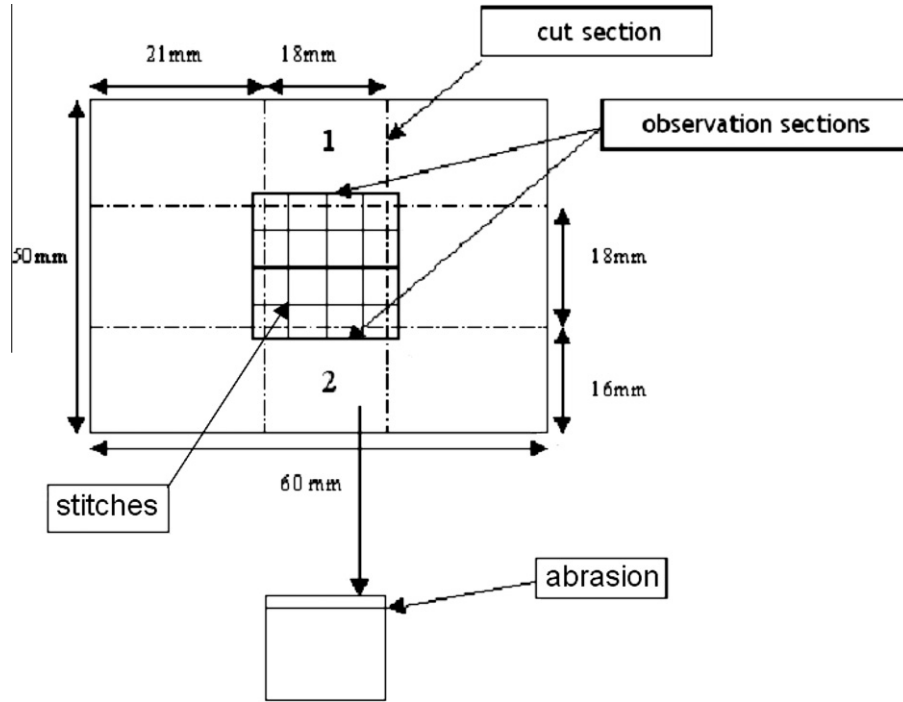 cut section
21mm
18mm
observation sections
1
50mm
18mm
2
16mm
60 mm
stitches
abrasion